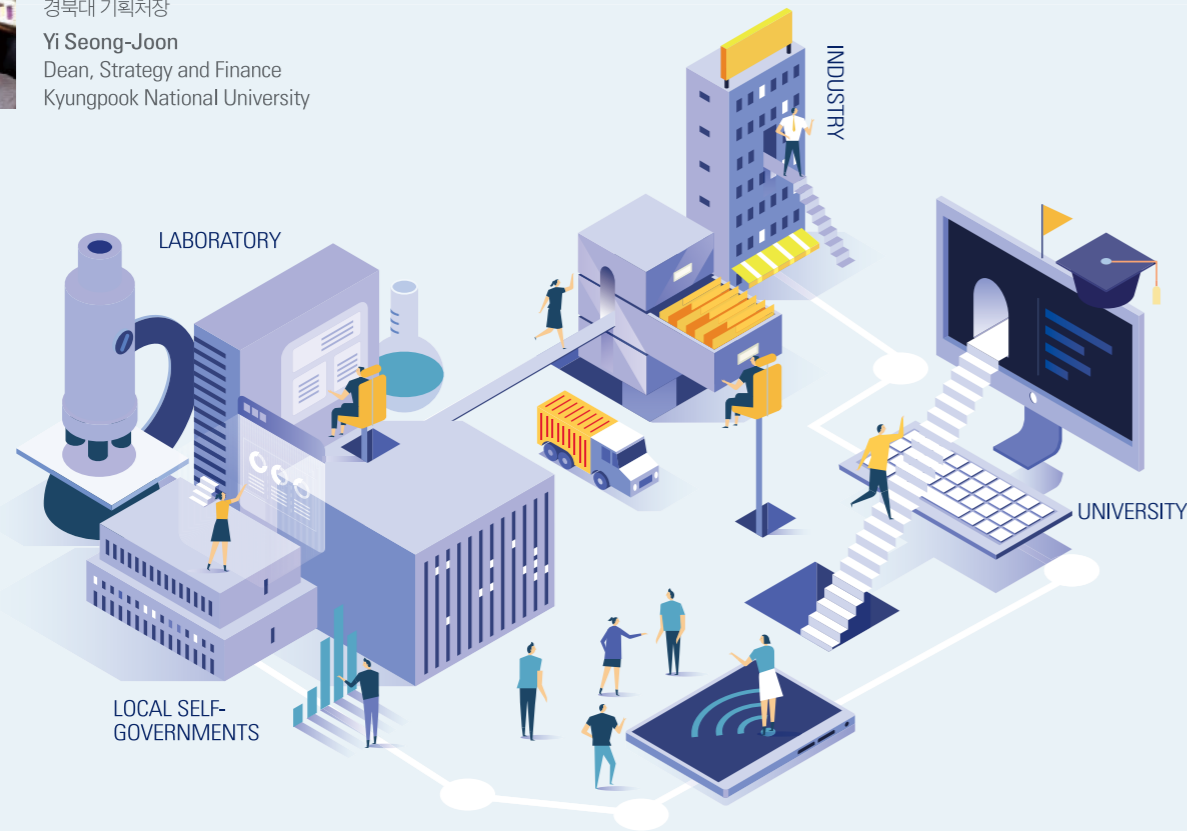 경북대 기획처장
Yi Seong-Joon
Dean, Strategy and Finance
Kyungpook National University
INDUSTRY
LABORATORY
UNIVERSITY
LOCAL SELF-
GOVERNMENTS